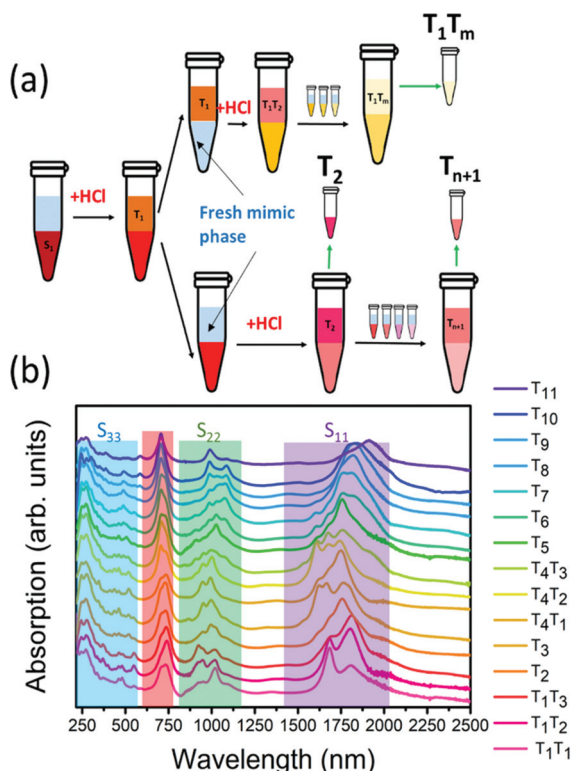 (a)
T₁Tₘ
T₁
+HCl
T₁T₂
T₁Tₘ
+HCl
S₁
T₁
Fresh mimic
phase
T₂
Tₙ₊₁
+HCl
T₂
Tₙ₊₁
(b)
S₃₃
S₂₂
S₁₁
T₁₁
T₁₀
T₉
T₈
T₇
T₆
T₅
T₄T₃
T₄T₂
T₄T₁
T₃
T₂
T₁T₃
T₁T₂
T₁T₁
Absorption (arb. units)
250 500 750 1000 1250 1500 1750 2000 2250 2500
Wavelength (nm)